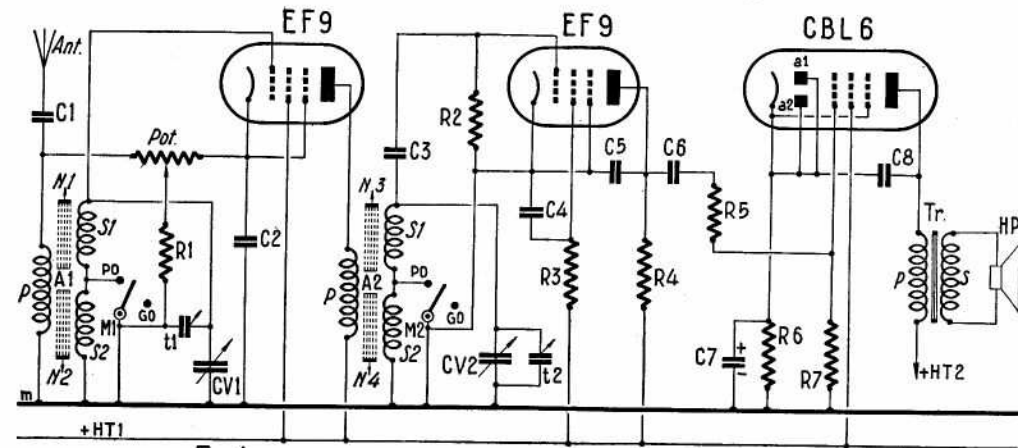 EF9
EF9
CBL6
Ant.
a1
a2
C1
Pot.
R2
C3
C5
C6
C8
N1
N3
C4
R5
Tr.
HP
S1
R1
C2
S1
R3
R4
A1
PO
A2
PO
P
GO
P
GO
P
S
M1
M2
S2
t1
S2
R6
C7
+
-
R7
N2
CV1
N4
CV2
t2
+HT2
m
+HT1